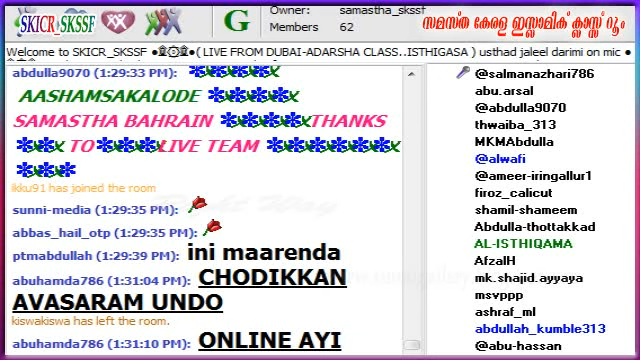 SKICR_SKSSF
G
Owner: samastha_skssf
Members 62
സമസ്ത കേരള ഇസ്ലാമിക് ക്ലാസ്സ് റൂം
Welcome to SKICR_SKSSF ●۩۞۩●( LIVE FROM DUBAI-ADARSHA CLASS..ISTHIGASA ) usthad jaleel darimi on mic ●
abdulla9070 (1:29:33 PM):
AASHAMSAKALODE
SAMASTHA BAHRAIN THANKS
TO LIVE TEAM
ikku91 has joined the room
sunni-media (1:29:35 PM):
abbas_hail_otp (1:29:35 PM):
ptmabdullah (1:29:39 PM): ini maarenda
abuhamda786 (1:31:04 PM): CHODIKKAN
AVASARAM UNDO
kiswakiswa has left the room.
abuhamda786 (1:31:10 PM): ONLINE AYI
@salmanazhari786
abu.arsal
@abdulla9070
thwaiba_313
MKMAbdulla
@alwafi
@ameer-iringallur1
firoz_calicut
shamil-shameem
Abdulla-thottakkad
AL-ISTHIQAMA
AfzalH
mk.shajid.ayyaya
msvppp
ashraf_ml
abdullah_kumble313
@abu-hassan